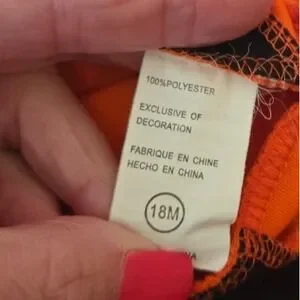 100%POLYESTER
EXCLUSIVE OF
DECORATION
FABRIQUE EN CHINE
HECHO EN CHINA
18M